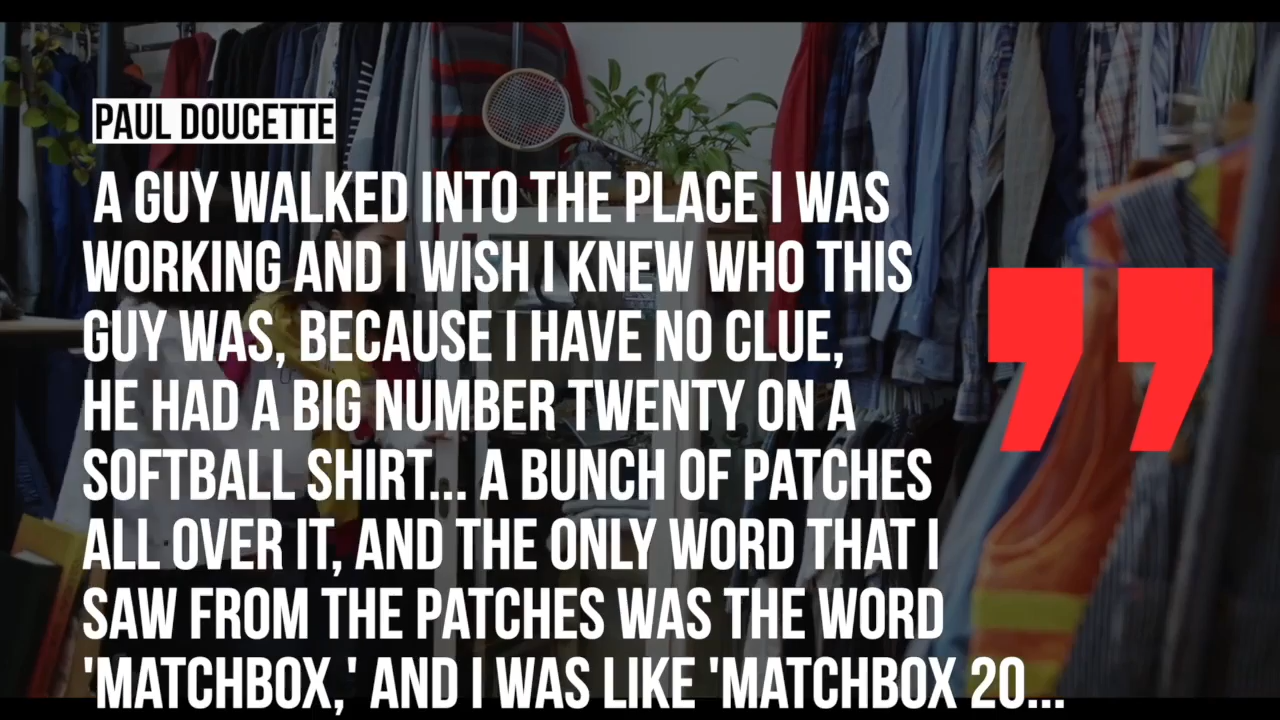 PAUL DOUCETTE
A GUY WALKED INTO THE PLACE I WAS
WORKING AND I WISH I KNEW WHO THIS
GUY WAS, BECAUSE I HAVE NO CLUE,
HE HAD A BIG NUMBER TWENTY ON A
SOFTBALL SHIRT... A BUNCH OF PATCHES
ALL OVER IT, AND THE ONLY WORD THAT I
SAW FROM THE PATCHES WAS THE WORD
'MATCHBOX,' AND I WAS LIKE 'MATCHBOX 20...
”